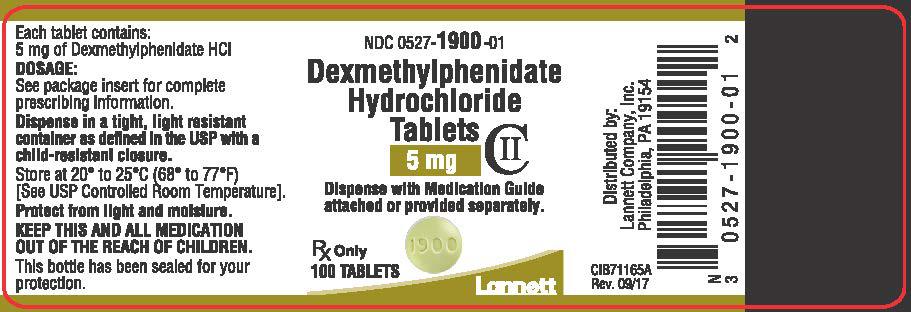 Each tablet contains:
5 mg of Dexmethylphenidate HCl
DOSAGE:
See package insert for complete
prescribing information.
Dispense in a tight, light resistant
container as defined in the USP with a
child-resistant closure.
Store at 20° to 25°C (68° to 77°F)
[See USP Controlled Room Temperature].
Protect from light and moisture.
KEEP THIS AND ALL MEDICATION
OUT OF THE REACH OF CHILDREN.
This bottle has been sealed for your
protection.
NDC 0527-1900-01
Dexmethylphenidate
Hydrochloride
Tablets
5 mg
CII
Dispense with Medication Guide
attached or provided separately.
1900
Rx Only
100 TABLETS
Lannett
Distributed by:
Lannett Company, Inc.
Philadelphia, PA 19154
CIB71165A
Rev. 09/17
N
3 0527-1900-01 2